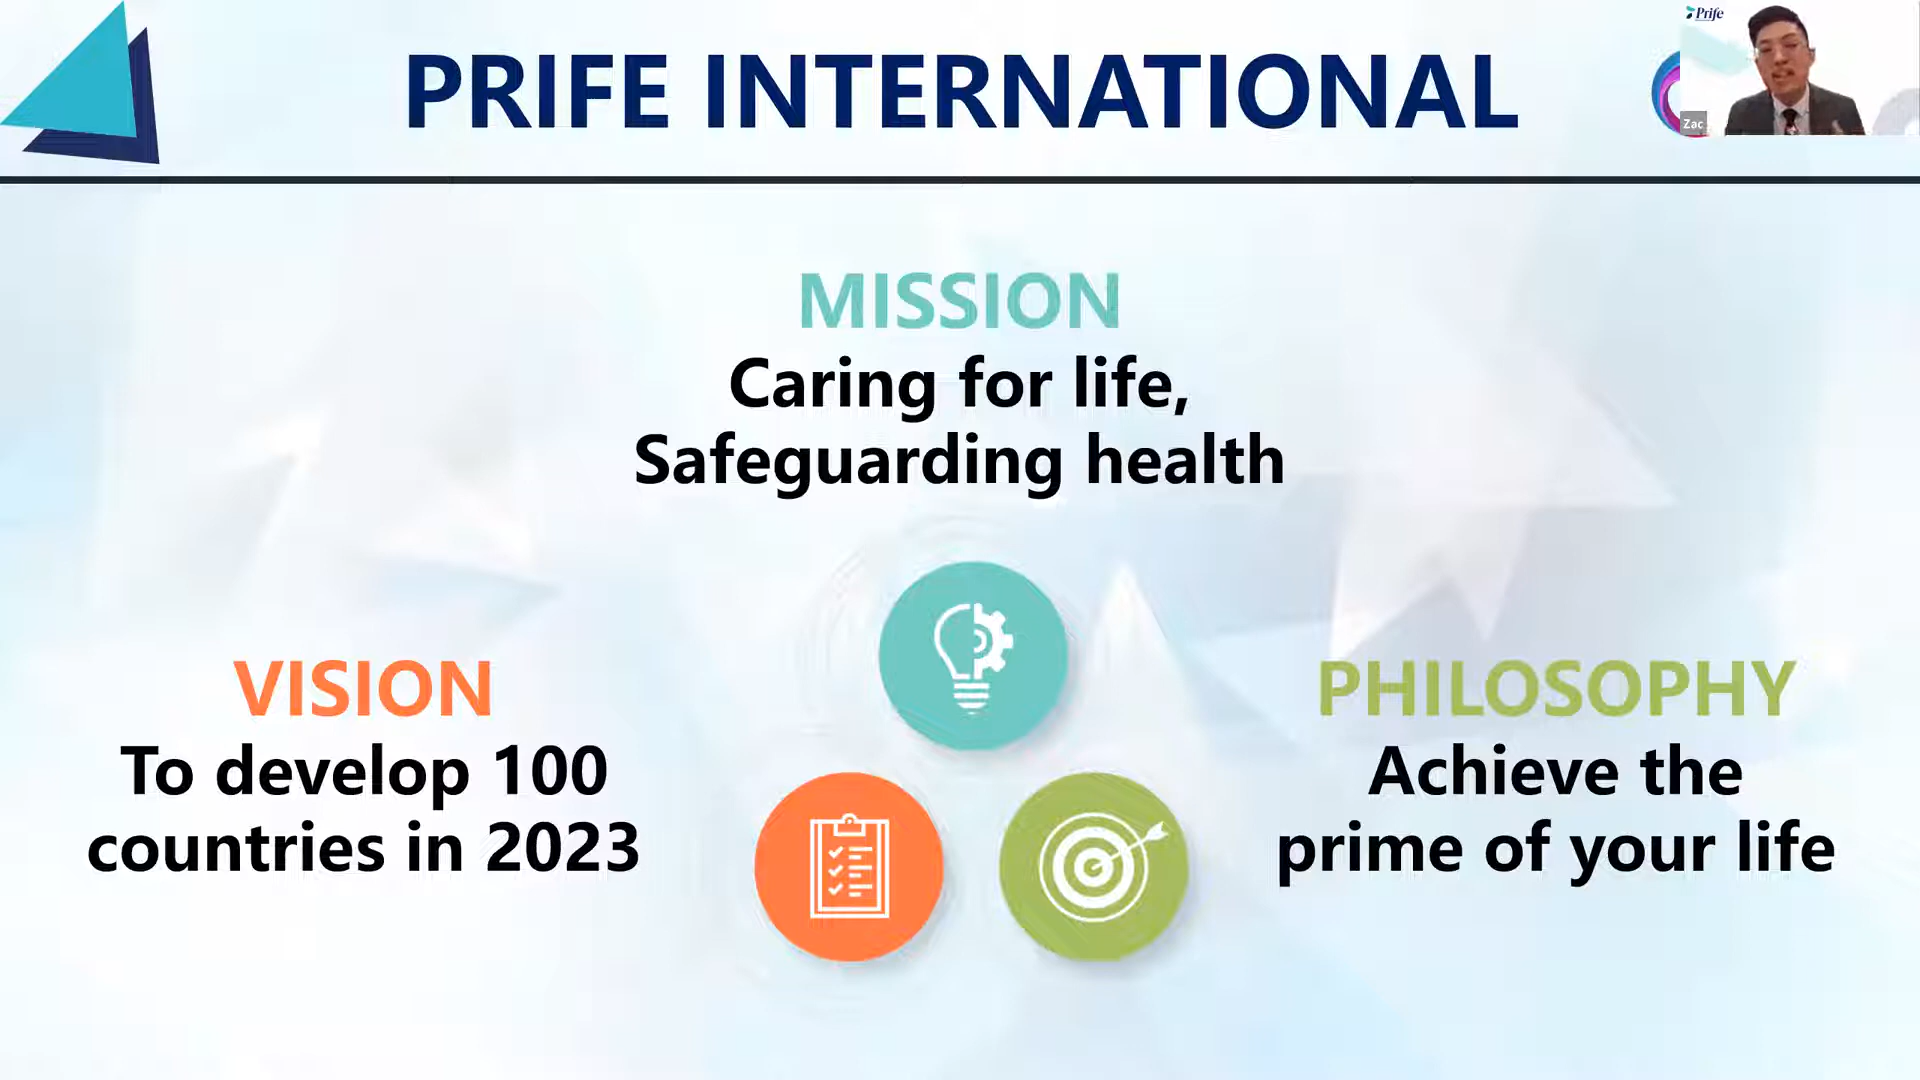 PRIFE INTERNATIONAL
Prife
Zac
MISSION
Caring for life,
Safeguarding health
VISION
To develop 100
countries in 2023
PHILOSOPHY
Achieve the
prime of your life